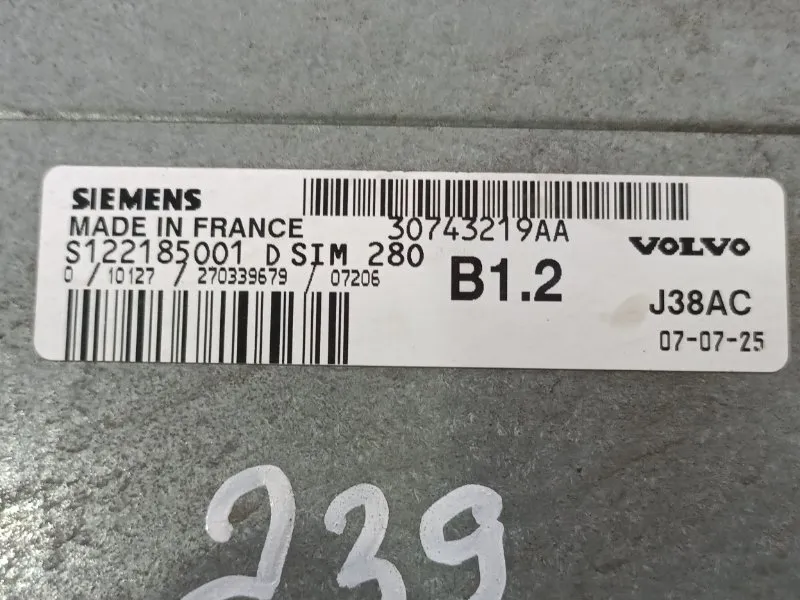 SIEMENS
MADE IN FRANCE
30743219AA
S122185001 D SIM 280
0 / 10127 / 270339679 / 07206
B1.2
VOLVO
J38AC
07-07-25
239